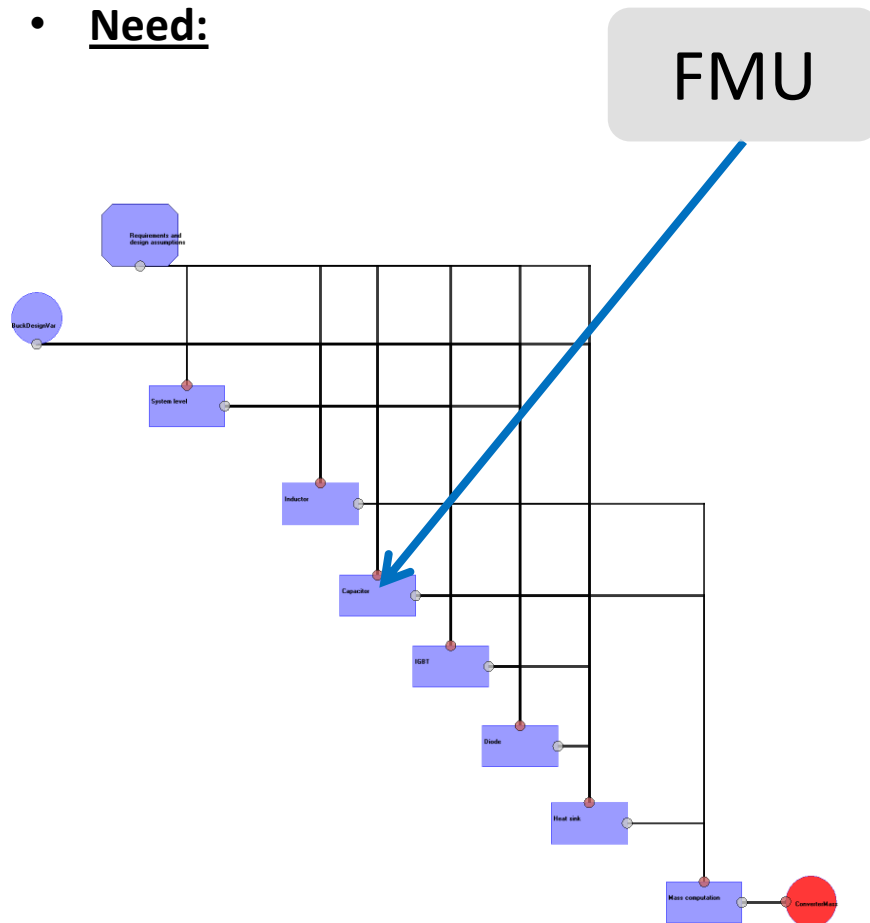 • Need:
FMU
Requirements and
design assumptions
BuckDesignVar
System level
Inductor
Capacitor
IGBT
Diode
Heat sink
Mass computation
ConverterMass